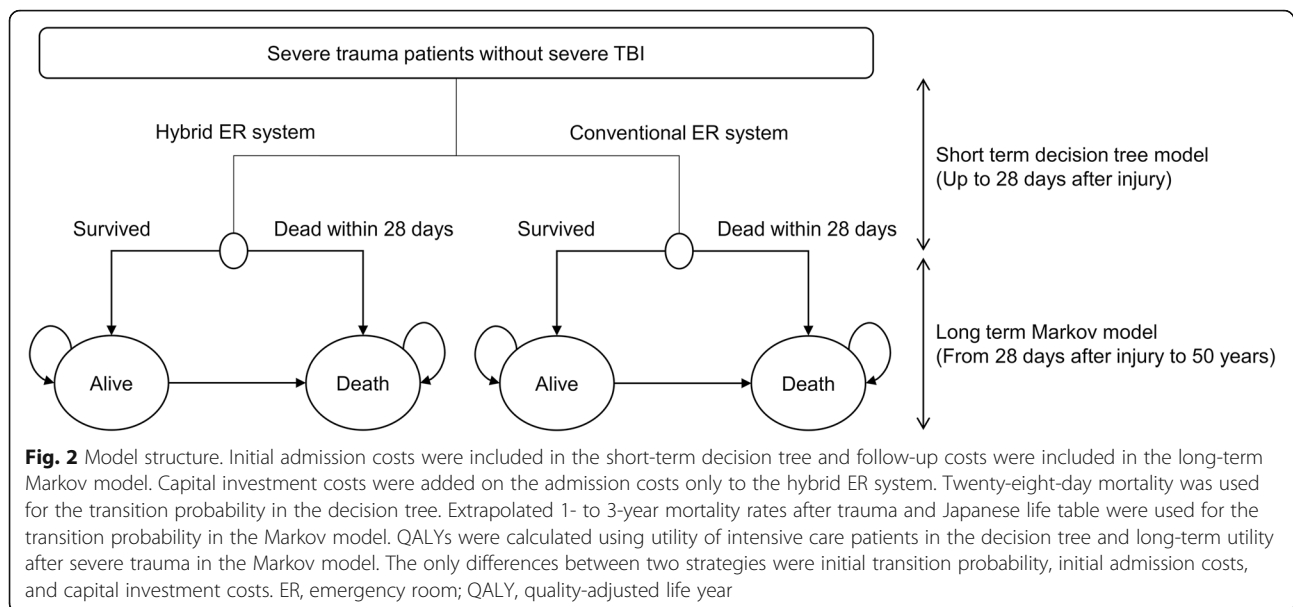 Severe trauma patients without severe TBI
Hybrid ER system
Conventional ER system
Short term decision tree model
(Up to 28 days after injury)
Survived
Dead within 28 days
Survived
Dead within 28 days
Long term Markov model
(From 28 days after injury to 50 years)
Alive
Death
Alive
Death
Fig. 2 Model structure. Initial admission costs were included in the short-term decision tree and follow-up costs were included in the long-term
Markov model. Capital investment costs were added on the admission costs only to the hybrid ER system. Twenty-eight-day mortality was used
for the transition probability in the decision tree. Extrapolated 1- to 3-year mortality rates after trauma and Japanese life table were used for the
transition probability in the Markov model. QALYs were calculated using utility of intensive care patients in the decision tree and long-term utility
after severe trauma in the Markov model. The only differences between two strategies were initial transition probability, initial admission costs,
and capital investment costs. ER, emergency room; QALY, quality-adjusted life year